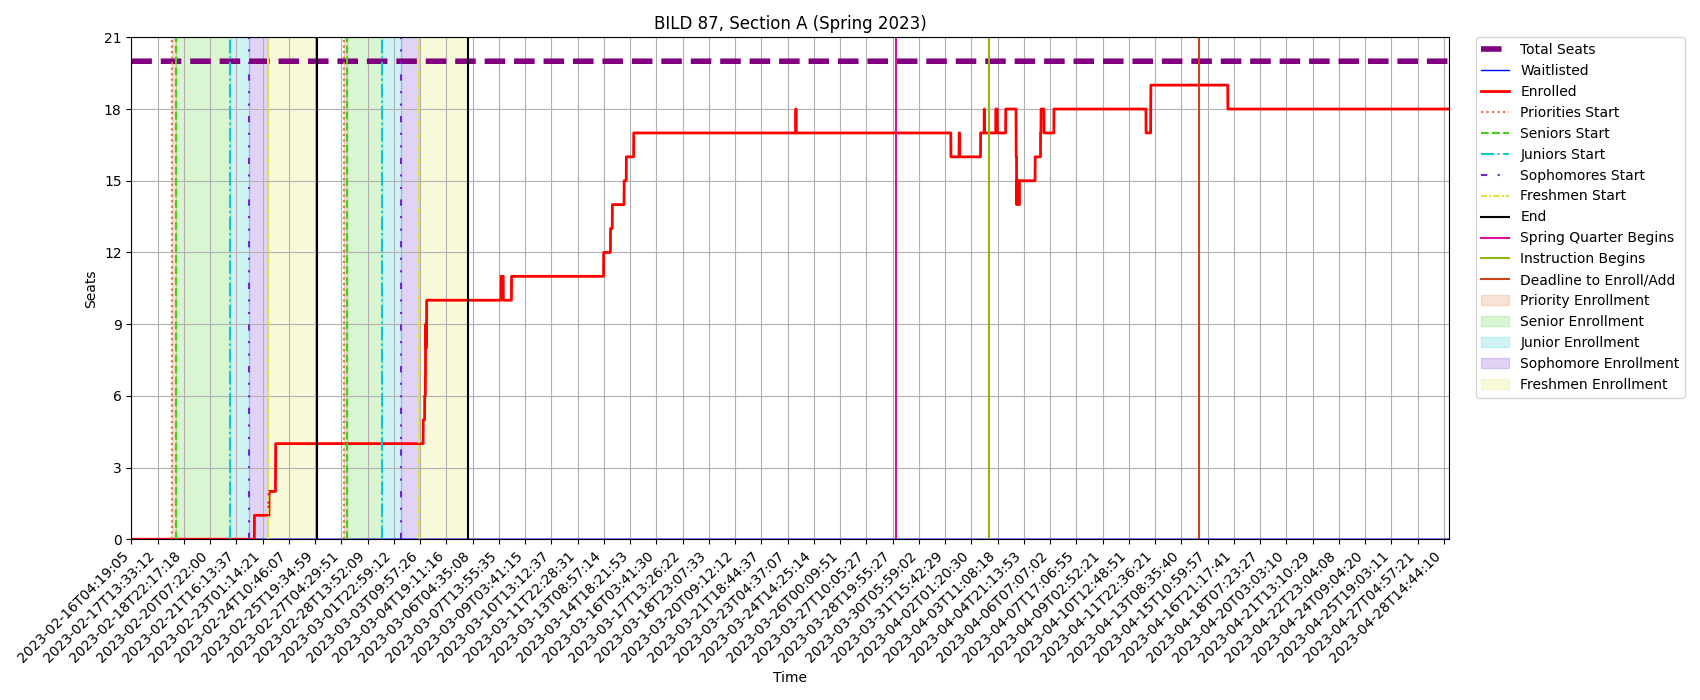 BILD 87, Section A (Spring 2023)
21
18
15
12
9
6
3
0
Seats
2023-02-16T04:19:05
2023-02-17T13:33:12
2023-02-18T22:17:18
2023-02-20T07:22:00
2023-02-21T16:13:37
2023-02-23T01:14:21
2023-02-24T10:46:07
2023-02-25T19:34:59
2023-02-27T04:29:51
2023-02-28T13:52:09
2023-03-01T22:59:12
2023-03-03T09:57:26
2023-03-04T19:11:16
2023-03-06T04:35:08
2023-03-07T13:55:35
2023-03-09T03:41:15
2023-03-10T13:12:37
2023-03-11T22:28:31
2023-03-13T08:57:14
2023-03-14T18:21:53
2023-03-16T03:41:30
2023-03-17T13:26:22
2023-03-18T23:07:33
2023-03-20T09:12:12
2023-03-21T18:44:37
2023-03-23T04:37:07
2023-03-24T14:25:14
2023-03-26T00:09:51
2023-03-27T10:05:27
2023-03-28T19:55:27
2023-03-30T05:59:02
2023-03-31T15:42:29
2023-04-02T01:20:30
2023-04-03T11:08:18
2023-04-04T21:13:53
2023-04-06T07:07:02
2023-04-07T17:06:55
2023-04-09T02:52:21
2023-04-10T12:48:51
2023-04-11T22:36:21
2023-04-13T08:35:40
2023-04-15T10:59:57
2023-04-16T21:17:41
2023-04-18T07:23:27
2023-04-20T03:03:10
2023-04-21T13:10:29
2023-04-22T23:04:08
2023-04-24T09:04:20
2023-04-25T19:03:11
2023-04-27T04:57:21
2023-04-28T14:44:10
Time
Total Seats
Waitlisted
Enrolled
Priorities Start
Seniors Start
Juniors Start
Sophomores Start
Freshmen Start
End
Spring Quarter Begins
Instruction Begins
Deadline to Enroll/Add
Priority Enrollment
Senior Enrollment
Junior Enrollment
Sophomore Enrollment
Freshmen Enrollment